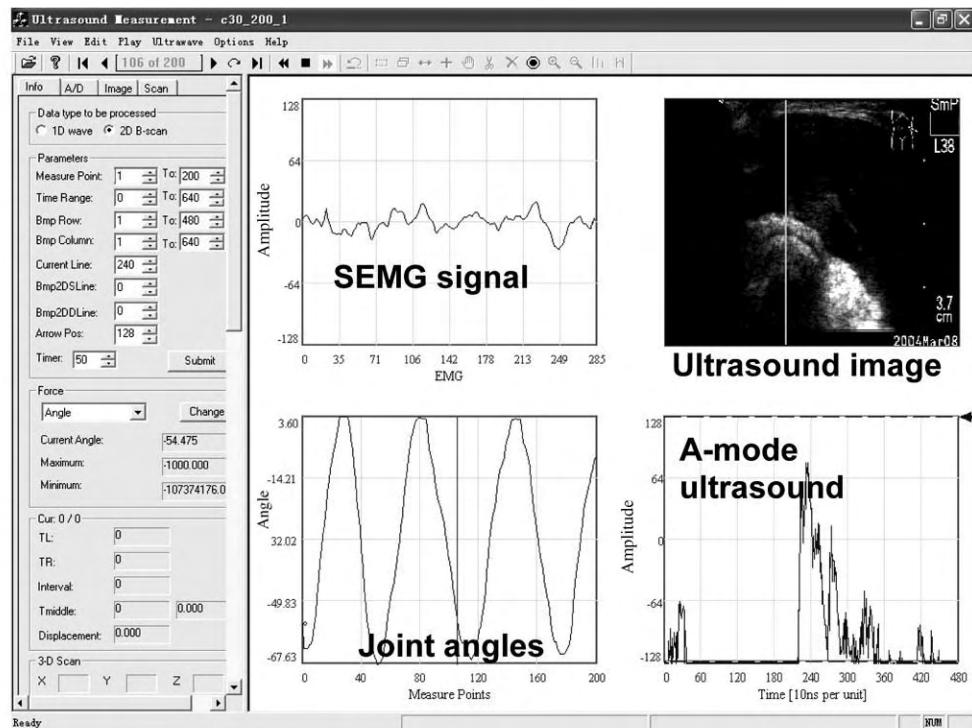 Ultrasound Measurement - c30_200_1
File View Edit Play Ultrawave Options Help
106 of 200
Info A/D Image Scan
Data type to be processed
1D wave 2D B-scan
Parameters
Measure Point: 1 To: 200
Time Range: 0 To: 640
Bmp Row: 1 To: 480
Bmp Column: 1 To: 640
Current Line: 240
Bmp2DSLine: 0
Bmp2DDLine: 0
Arrow Pos: 128
Timer: 50 Submit
Force
Angle Change
Current Angle: -54.475
Maximum: -1000.000
Minimum: -107374176.0
Cur. 0 / 0
TL: 0
TR: 0
Interval: 0
Tmiddle: 0 0.000
Displacement: 0.000
3-D Scan
X Y Z
Ready
NUM
128
64
0
-64
-128
Amplitude
SEMG signal
0 35 71 106 142 178 213 249 285
EMG
SmP
L38
3.7
cm
2004Mar08
Ultrasound image
3.60
-14.21
32.02
-49.83
-67.63
Angle
Joint angles
0 40 80 120 160 200
Measure Points
128
64
0
-64
-128
Amplitude
A-mode
ultrasound
0 60 120 180 240 300 360 420 480
Time [10ns per unit]